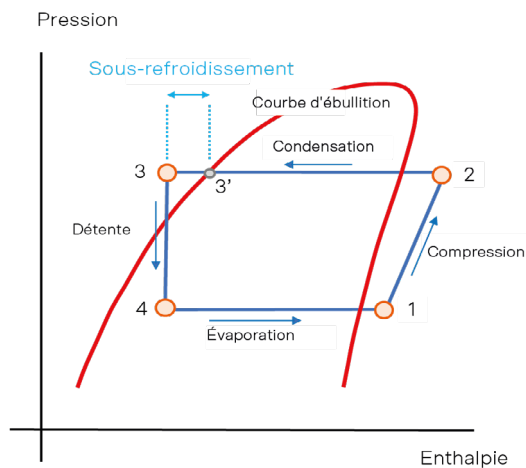 Pression
Sous-refroidissement
Courbe d'ébullition
Condensation
3
2
3'
Détente
Compression
4
1
Évaporation
Enthalpie